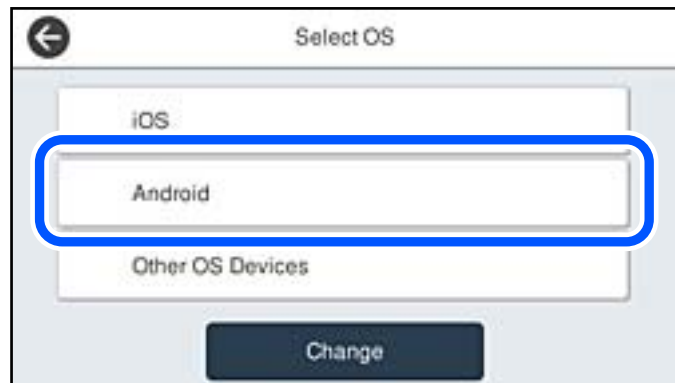 Select OS
iOS
Android
Other OS Devices
Change